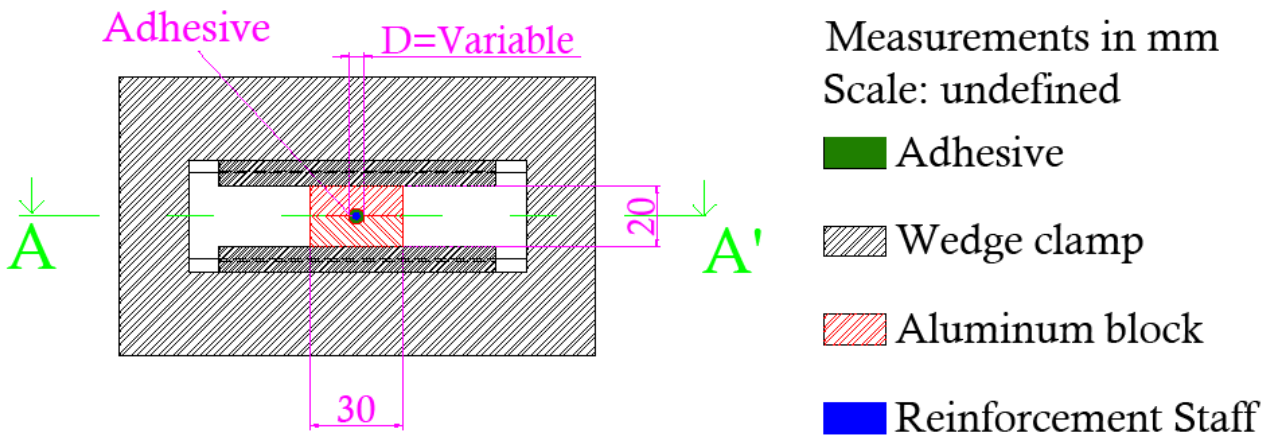 Adhesive
D=Variable
Measurements in mm
Scale: undefined
Adhesive
Wedge clamp
Aluminum block
Reinforcement Staff
A
A'
20
30